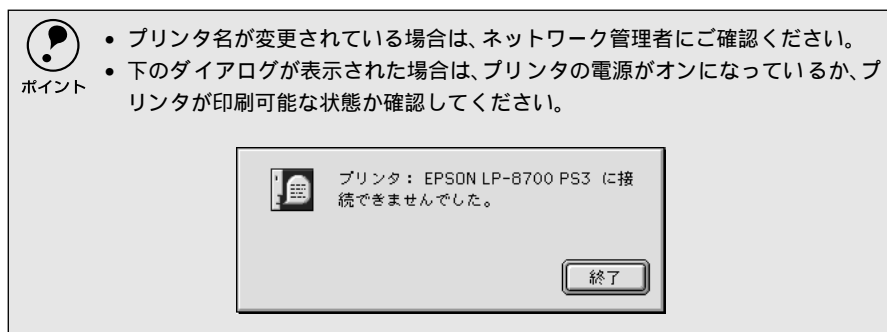 • プリンタ名が変更されている場合は、ネットワーク管理者にご確認ください。
ポイント
• 下のダイアログが表示された場合は、プリンタの電源がオンになっているか、プ
リンタが印刷可能な状態か確認してください。
プリンタ： EPSON LP-8700 PS3 に接
続できませんでした。
終了